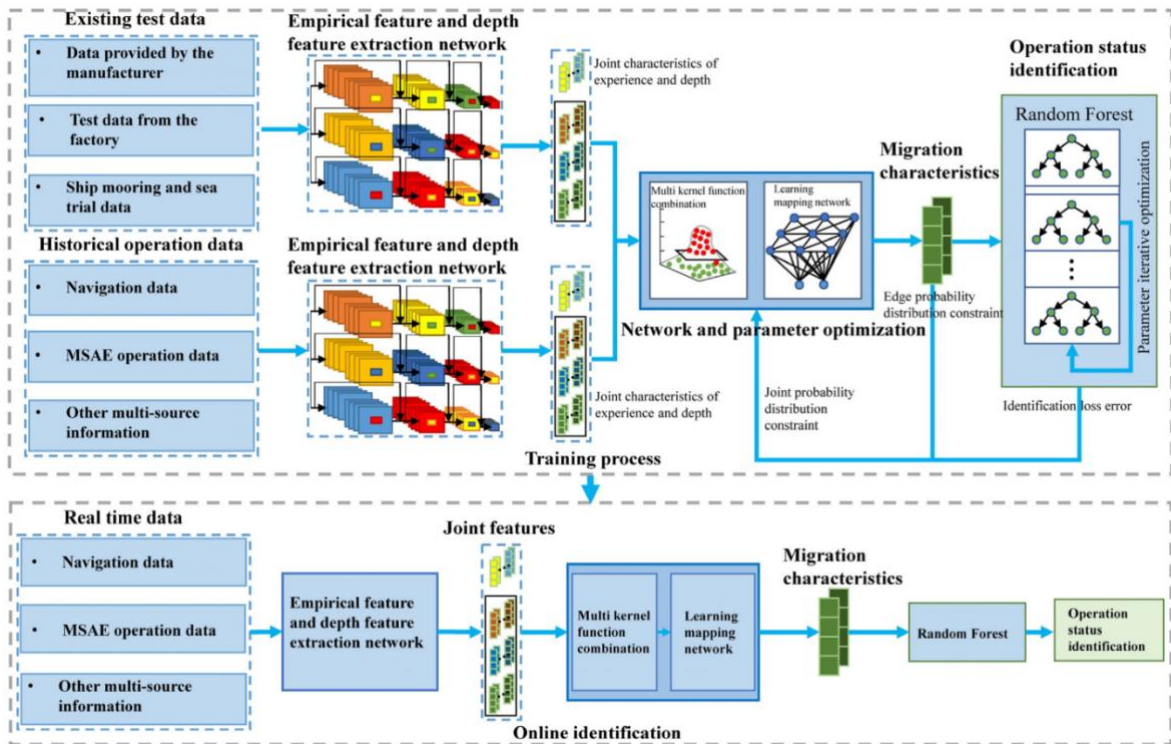 Existing test data
• Data provided by the
manufacturer
• Test data from the
factory
• Ship mooring and sea
trial data
Historical operation data
• Navigation data
• MSAE operation data
• Other multi-source
information
Empirical feature and depth
feature extraction network
Joint characteristics of
experience and depth
Empirical feature and depth
feature extraction network
Joint characteristics of
experience and depth
Multi kernel function
combination
Learning
mapping network
Network and parameter optimization
Migration
characteristics
Edge probability
distribution constraint
Joint probability
distribution
constraint
Operation status
identification
Random Forest
Parameter iterative optimization
Identification loss error
Training process
Real time data
• Navigation data
• MSAE operation data
• Other multi-source
information
Empirical feature
and depth feature
extraction network
Joint features
Multi kernel
function
combination
Learning
mapping
network
Migration
characteristics
Random Forest
Operation
status
identification
Online identification